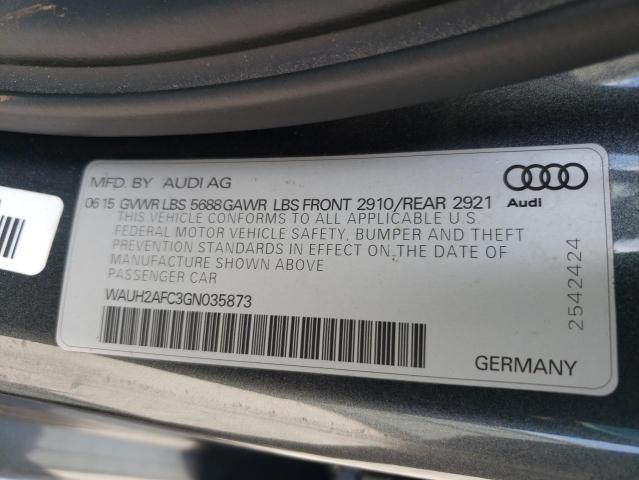 MFD. BY AUDI AG
06 15 GVWR LBS 5688 GAWR LBS FRONT 2910/REAR 2921
THIS VEHICLE CONFORMS TO ALL APPLICABLE U.S.
FEDERAL MOTOR VEHICLE SAFETY, BUMPER AND THEFT
PREVENTION STANDARDS IN EFFECT ON THE DATE OF
MANUFACTURE SHOWN ABOVE
PASSENGER CAR
WAUH2AFC3GN035873
Audi
2542424
GERMANY